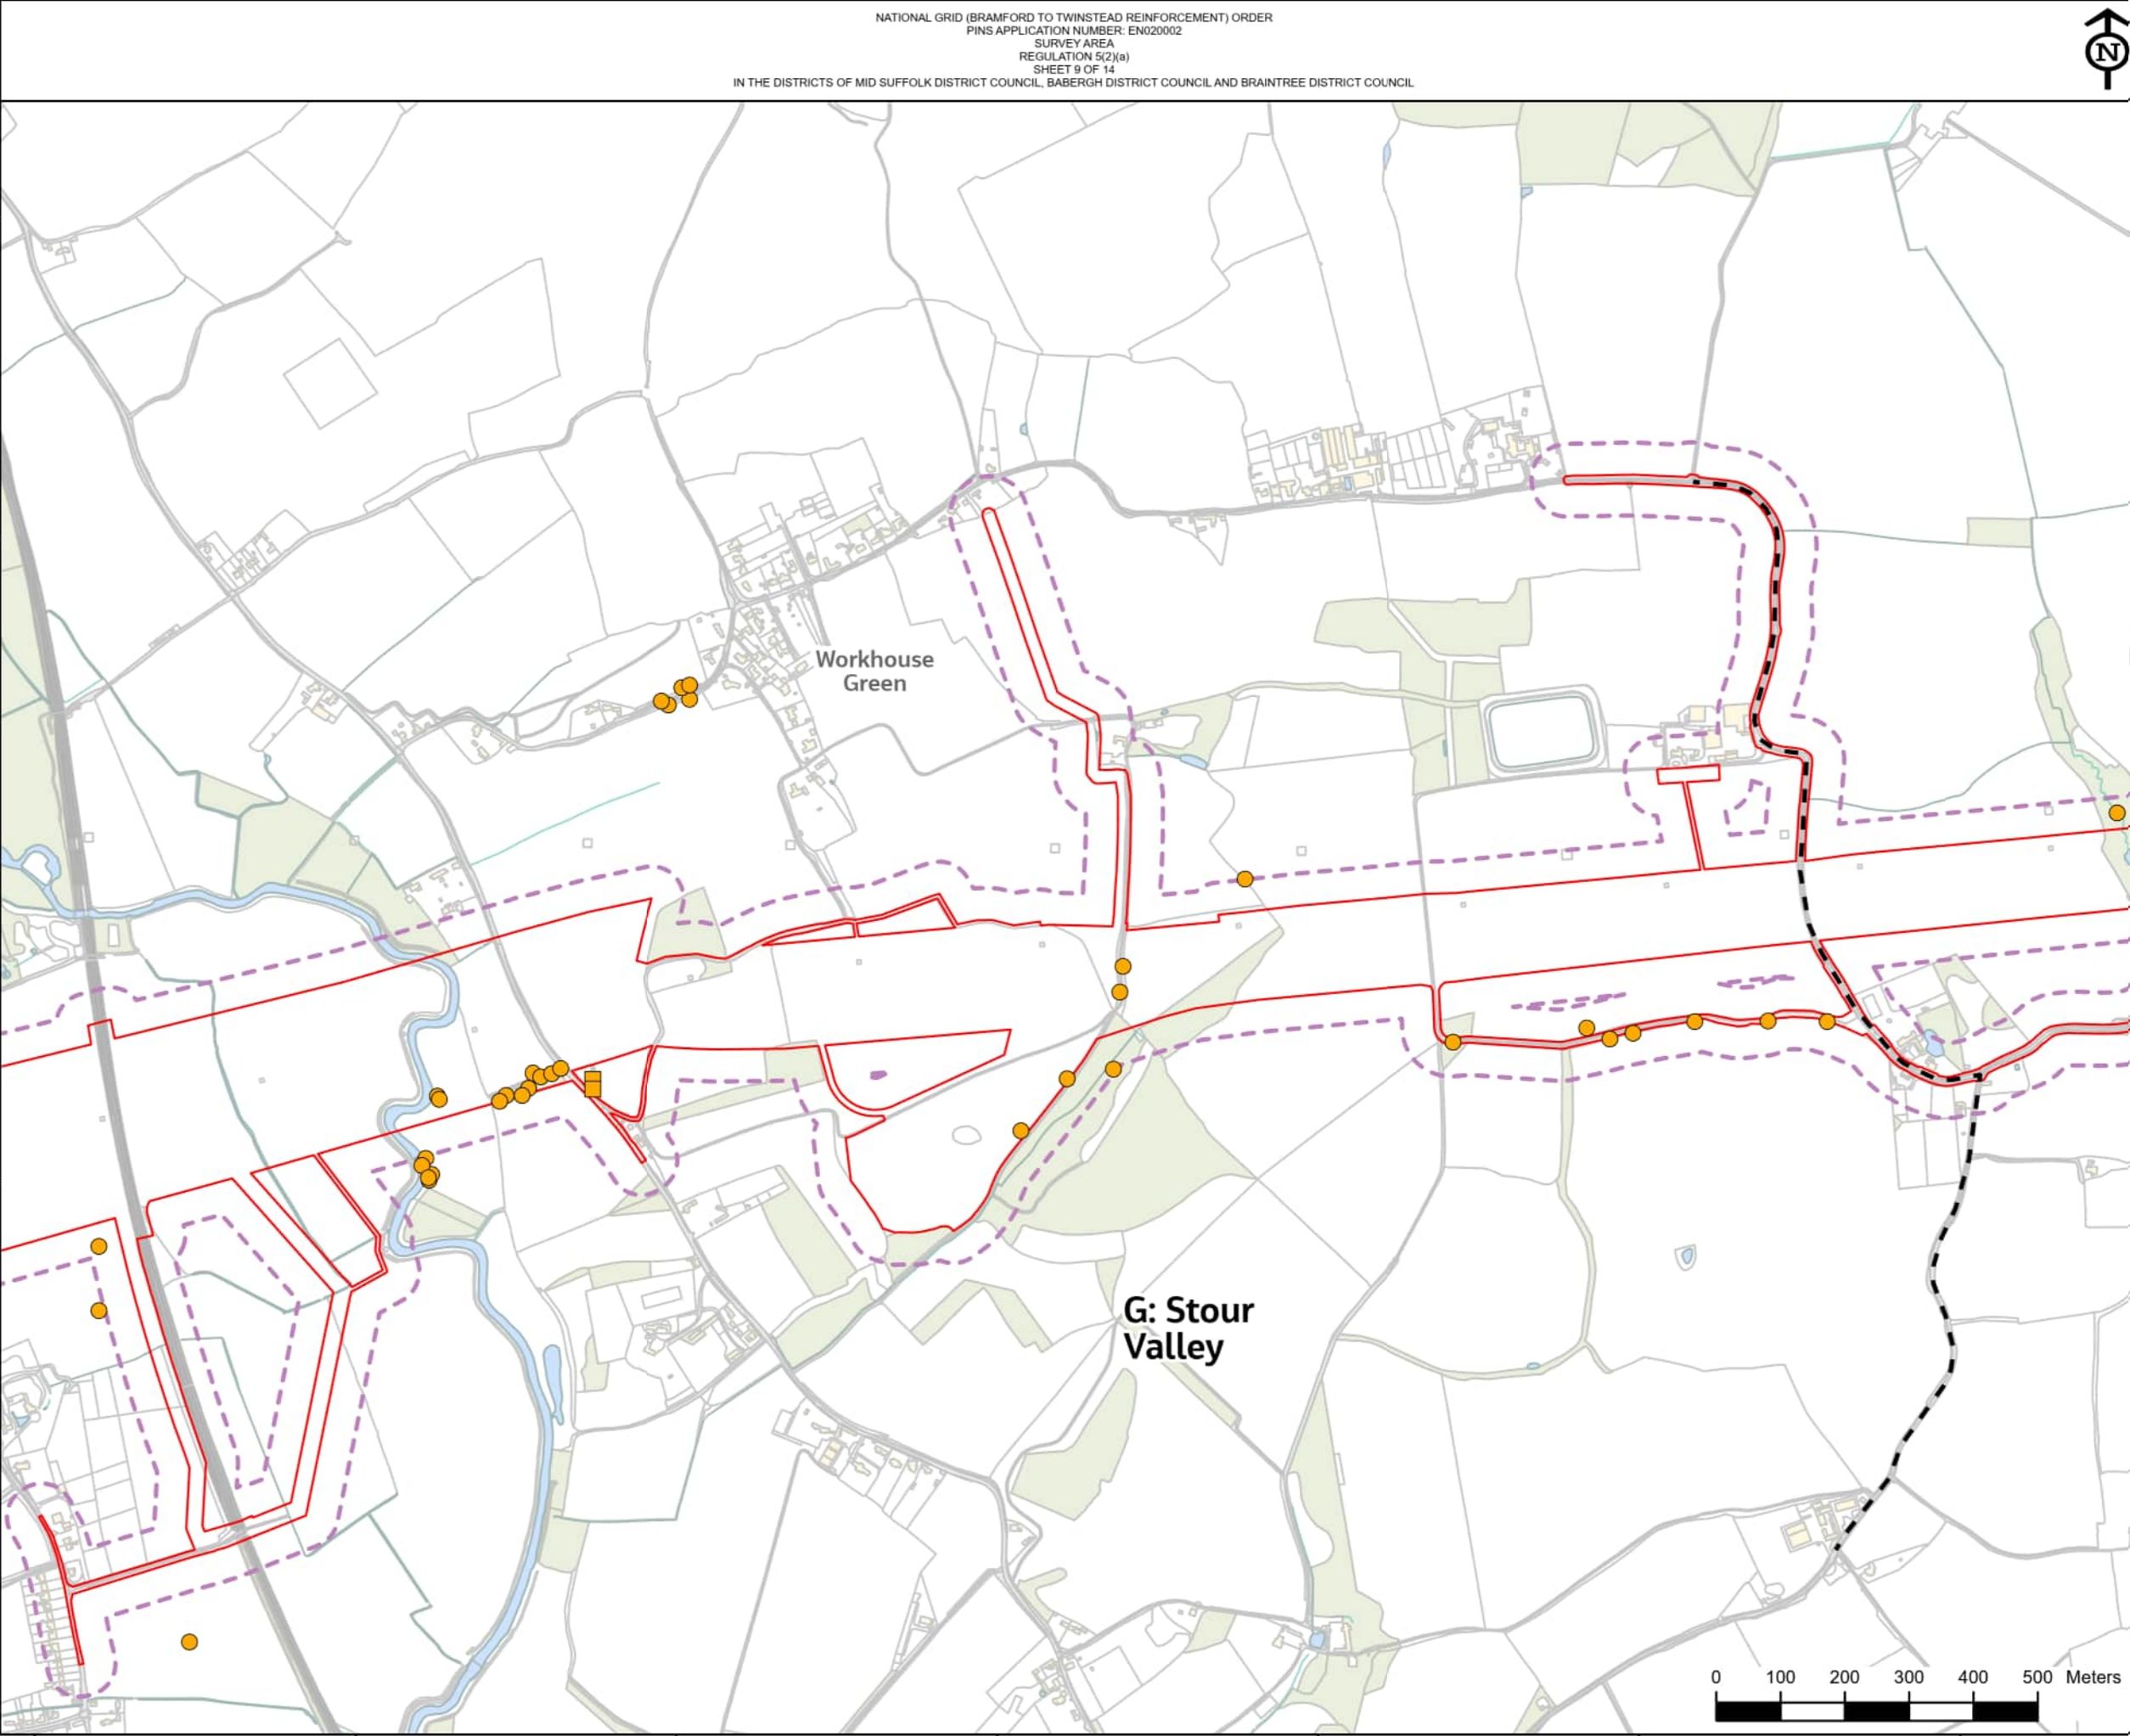 NATIONAL GRID (BRAMFORD TO TWINSTEAD REINFORCEMENT) ORDER
PINS APPLICATION NUMBER: EN020002
SURVEY AREA
REGULATION 5(2)(a)
SHEET 9 OF 14
IN THE DISTRICTS OF MID SUFFOLK DISTRICT COUNCIL, BABERGH DISTRICT COUNCIL AND BRAINTREE DISTRICT COUNCIL
N
Workhouse
Green
G: Stour
Valley
0 100 200 300 400 500 Meters